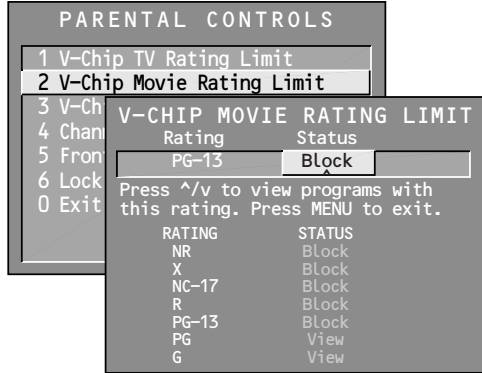 PARENTAL CONTROLS
1 V-Chip TV Rating Limit
2 V-Chip Movie Rating Limit
3 V-Ch
4 Chan
5 Fron
6 Lock
0 Exit
V-CHIP MOVIE RATING LIMIT
Rating Status
PG-13 Block
Press ^/v to view programs with
this rating. Press MENU to exit.
RATING STATUS
NR Block
X Block
NC-17 Block
R Block
PG-13 Block
PG View
G View